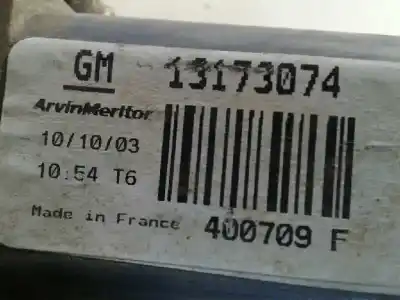 GM 13173074
ArvinMeritor
10/10/03
10:54 T6
Made in France 400709 F